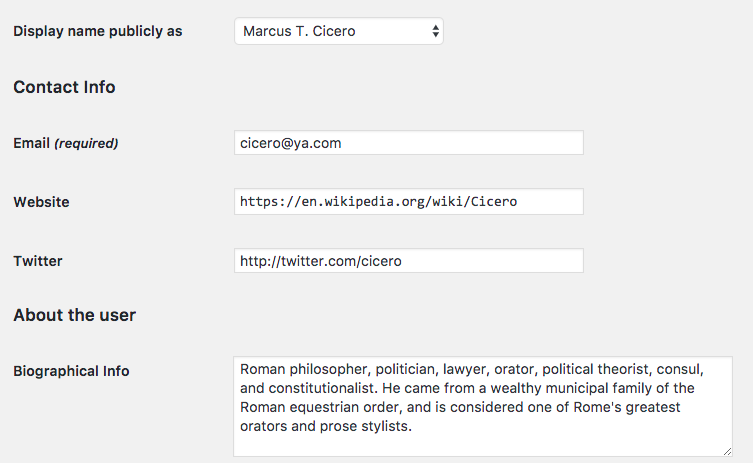 Display name publicly as Marcus T. Cicero
Contact Info
Email (required) cicero@ya.com
Website https://en.wikipedia.org/wiki/Cicero
Twitter http://twitter.com/cicero
About the user
Biographical Info Roman philosopher, politician, lawyer, orator, political theorist, consul,
and constitutionalist. He came from a wealthy municipal family of the
Roman equestrian order, and is considered one of Rome's greatest
orators and prose stylists.